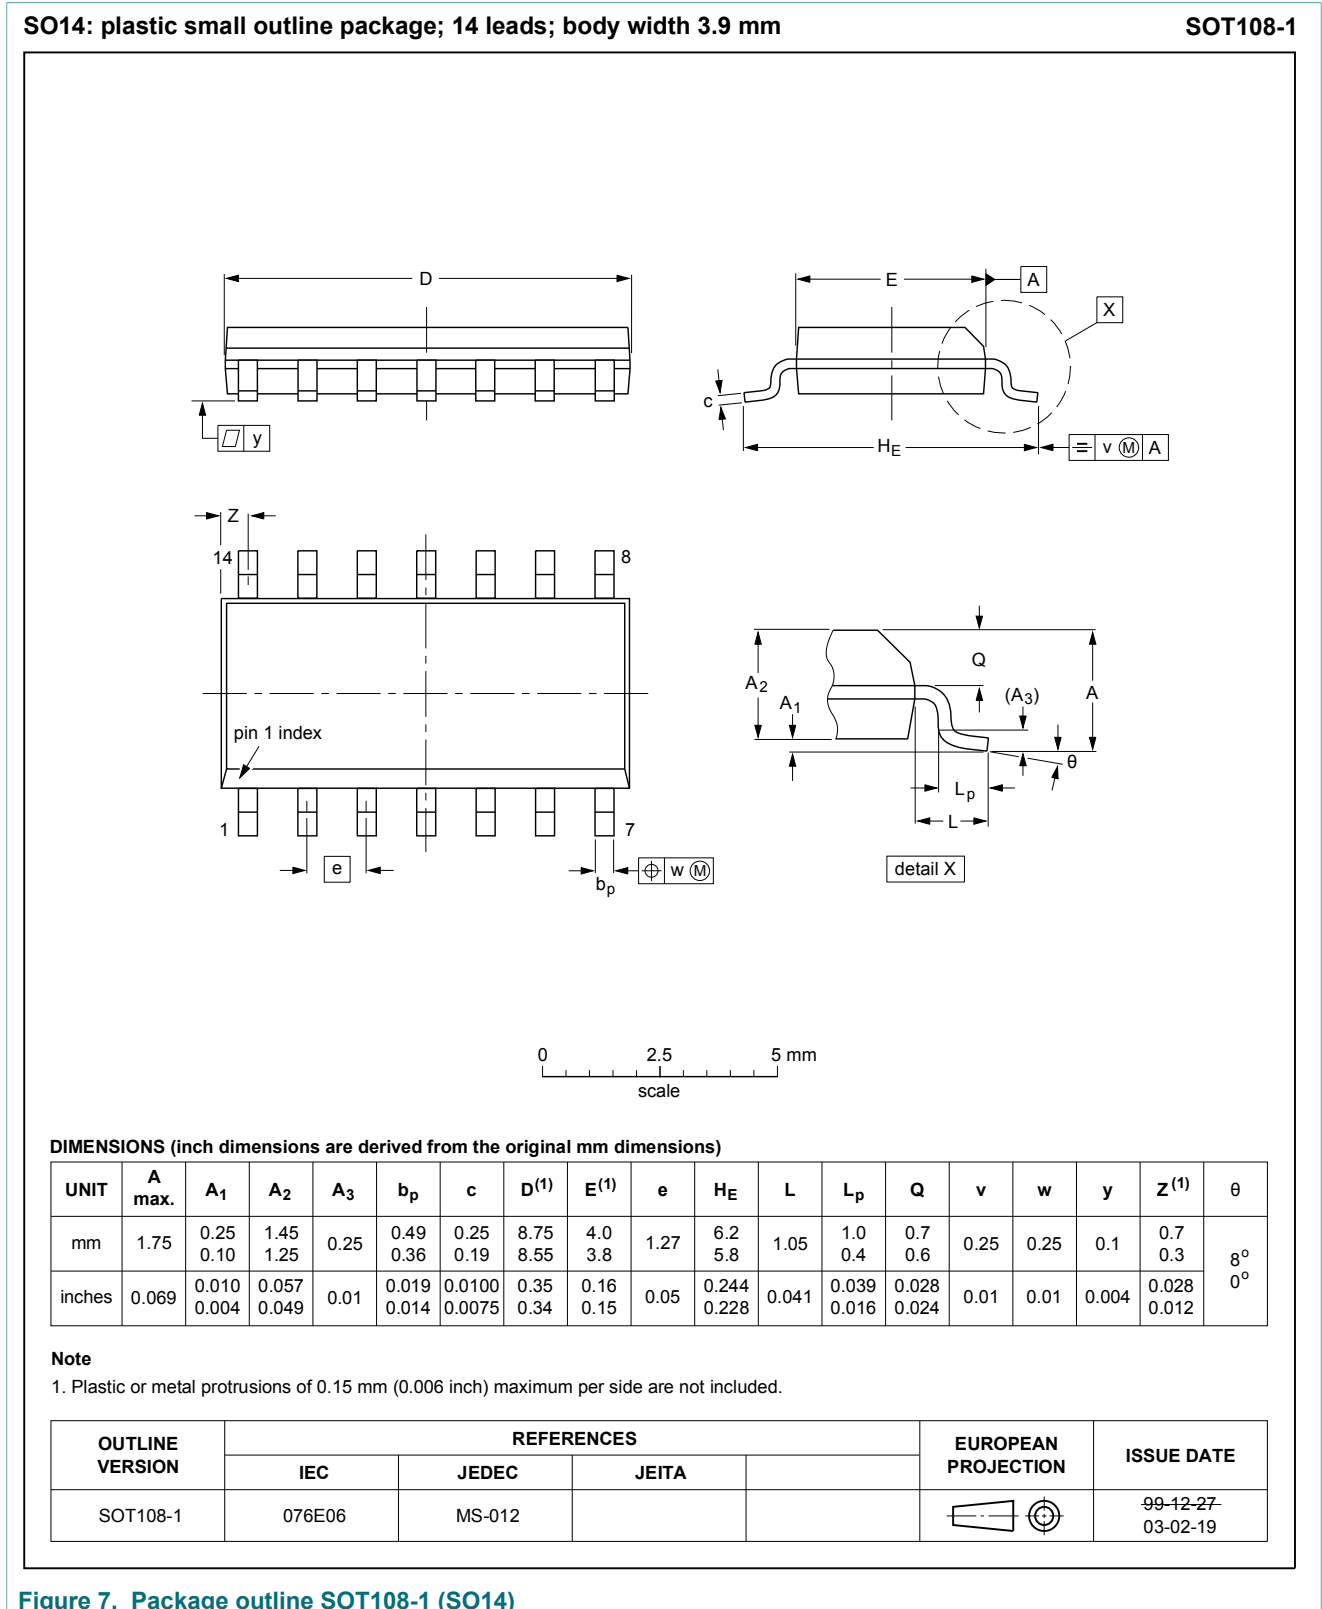 SO14: plastic small outline package; 14 leads; body width 3.9 mm SOT108-1
D
E
A
X
c
y
HE
v M A
Z
14
8
pin 1 index
1
7
e
bp
w M
Q
A2
A1
(A3)
A
θ
Lp
L
detail X
0 2.5 5 mm
scale
DIMENSIONS (inch dimensions are derived from the original mm dimensions)
UNIT A max. A1 A2 A3 bp c D(1) E(1) e HE L Lp Q v w y Z(1) θ
mm 1.75 0.25 0.10 1.45 1.25 0.25 0.49 0.36 0.25 0.19 8.75 8.55 4.0 3.8 1.27 6.2 5.8 1.05 1.0 0.4 0.7 0.6 0.25 0.25 0.1 0.7 0.3 8° 0°
inches 0.069 0.010 0.004 0.057 0.049 0.01 0.019 0.014 0.0100 0.0075 0.35 0.34 0.16 0.15 0.05 0.244 0.228 0.041 0.039 0.016 0.028 0.024 0.01 0.01 0.004 0.028 0.012
Note
1. Plastic or metal protrusions of 0.15 mm (0.006 inch) maximum per side are not included.
OUTLINE VERSION REFERENCES EUROPEAN PROJECTION ISSUE DATE
IEC JEDEC JEITA
SOT108-1 076E06 MS-012 99-12-27
03-02-19
Figure 7. Package outline SOT108-1 (SO14)